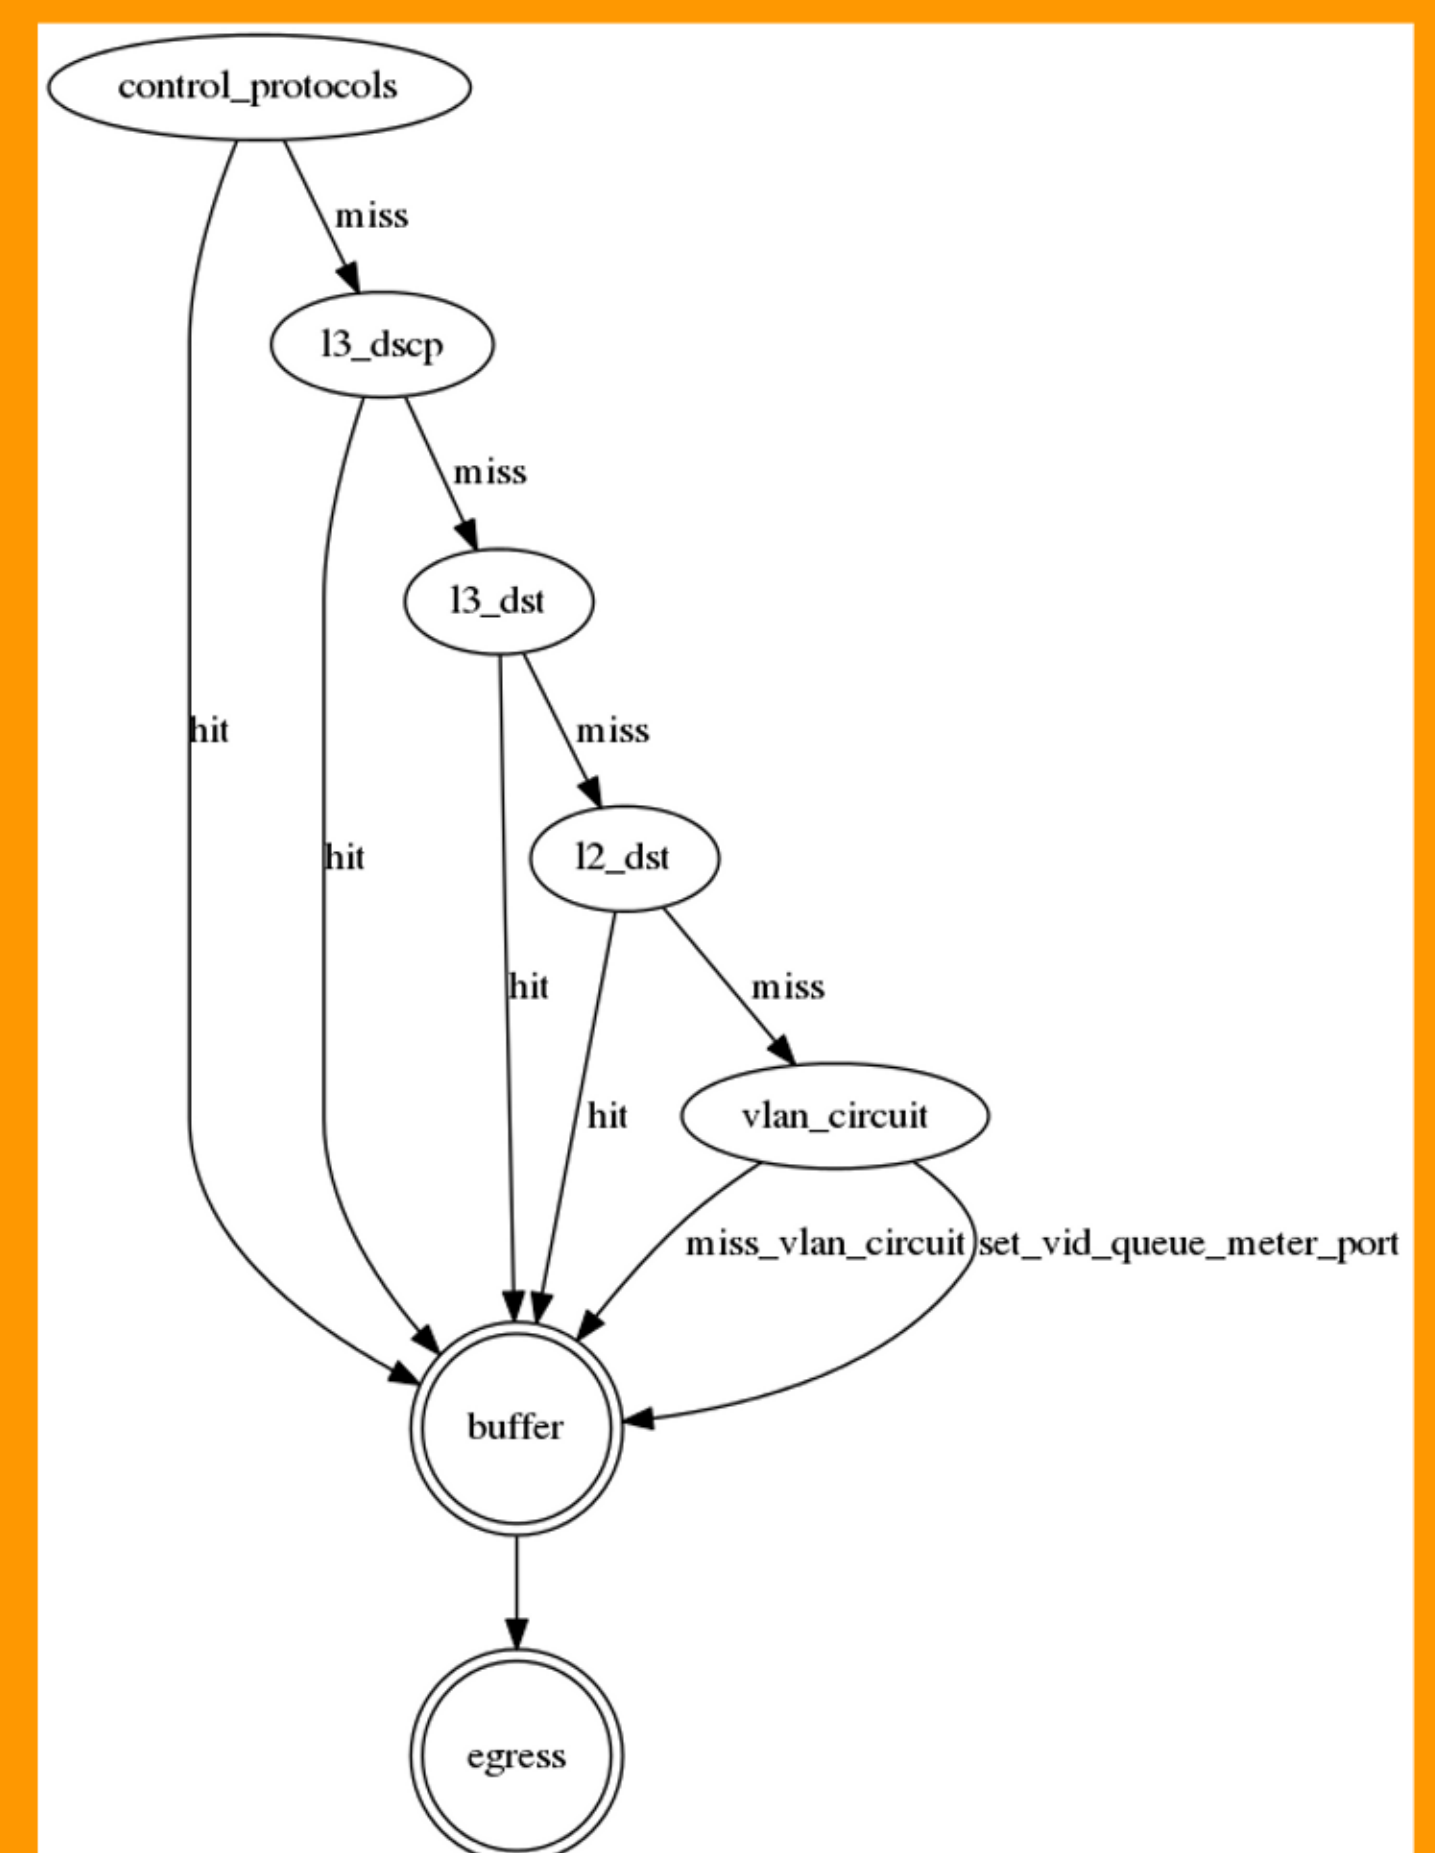 control_protocols
miss
l3_dscp
miss
l3_dst
hit
miss
hit
l2_dst
hit
miss
hit
vlan_circuit
miss_vlan_circuit
set_vid_queue_meter_port
buffer
egress